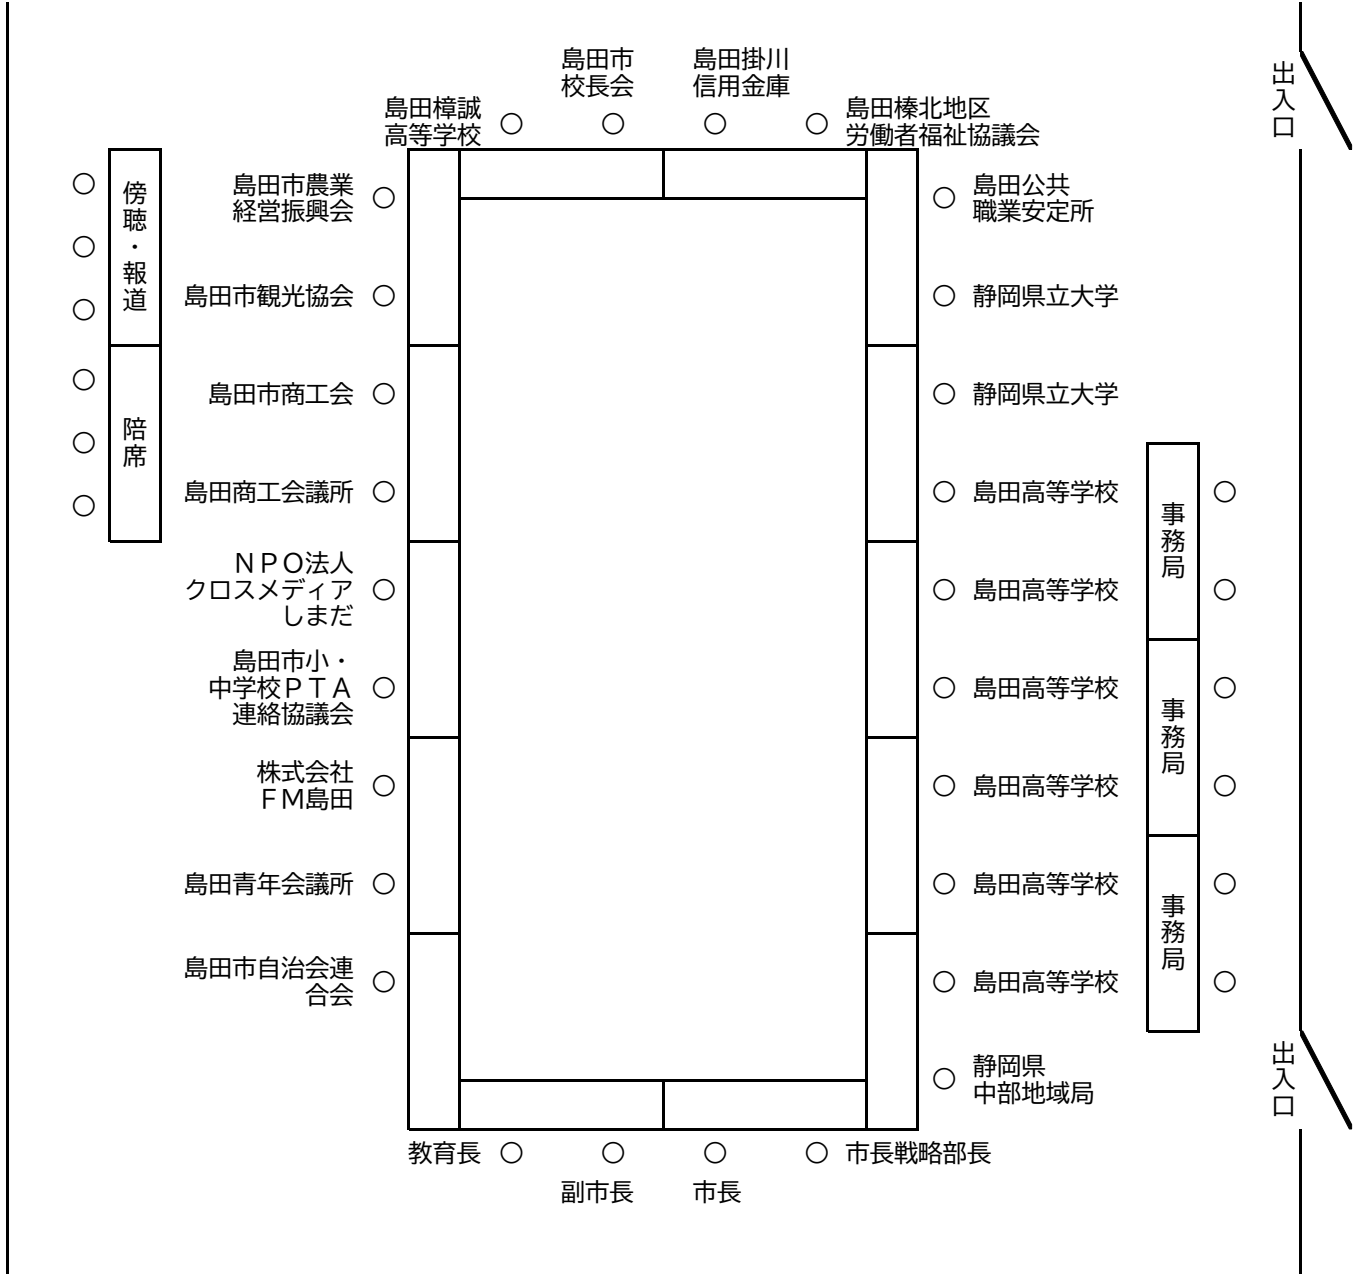 島田市
校長会
島田掛川
信用金庫
島田樟誠
高等学校
島田榛北地区
労働者福祉協議会
出入口
傍聴・報道
島田市農業
経営振興会
島田公共
職業安定所
島田市観光協会
静岡県立大学
陪席
島田市商工会
静岡県立大学
島田商工会議所
島田高等学校
事務局
ＮＰＯ法人
クロスメディア
しまだ
島田高等学校
島田市小・
中学校ＰＴＡ
連絡協議会
島田高等学校
事務局
株式会社
ＦＭ島田
島田高等学校
島田青年会議所
島田高等学校
事務局
島田市自治会連
合会
島田高等学校
静岡県
中部地域局
出入口
教育長
副市長
市長
市長戦略部長